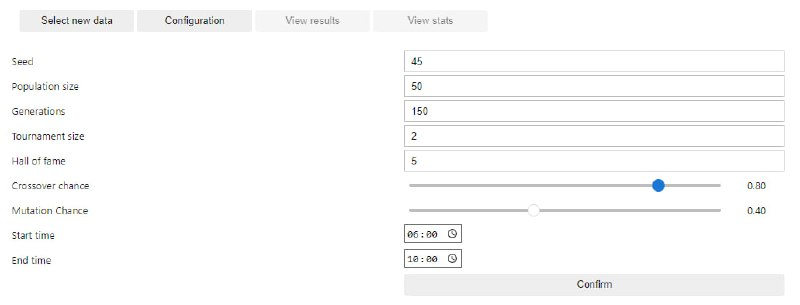 Select new data Configuration View results View stats
Seed 45
Population size 50
Generations 150
Tournament size 2
Hall of fame 5
Crossover chance 0.80
Mutation Chance 0.40
Start time 06:00
End time 10:00
Confirm